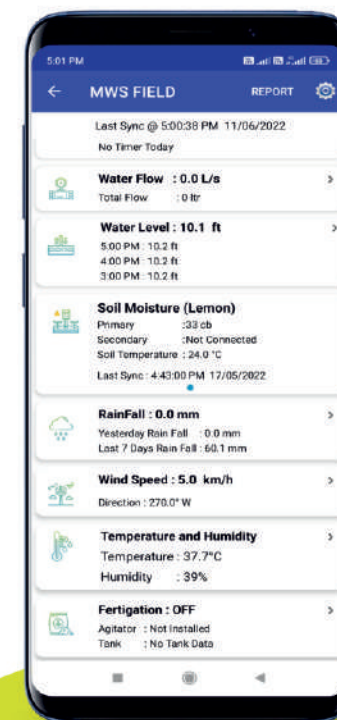 5:01 PM
MWS FIELD REPORT
Last Sync @ 5:00:38 PM 11/06/2022
No Timer Today
Water Flow : 0.0 L/s
Total Flow : 0 ltr
Water Level : 10.1 ft
5:00 PM : 10.2 ft
4:00 PM : 10.2 ft
3:00 PM : 10.2 ft
Soil Moisture (Lemon)
Primary :33 cb
Secondary :Not Connected
Soil Temperature : 24.0 °C
Last Sync : 4:43:00 PM 17/05/2022
RainFall : 0.0 mm
Yesterday Rain Fall : 0.0 mm
Last 7 Days Rain Fall : 60.1 mm
Wind Speed : 5.0 km/h
Direction : 270.0° W
Temperature and Humidity
Temperature : 37.7°C
Humidity : 39%
Fertigation : OFF
Agitator : Not Installed
Tank : No Tank Data